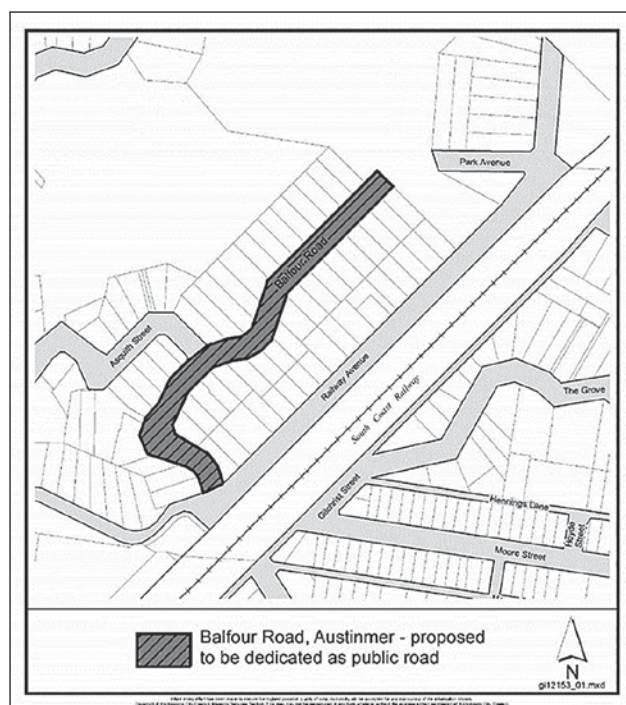 Park Avenue
Balfour Road
Asquith Street
Railway Avenue
South Coast Railway
The Grove
Gilchrist Street
Hennings Lane
Heyde Street
Moore Street
Balfour Road, Austinmer - proposed
to be dedicated as public road
N
gi12153_01.mxd